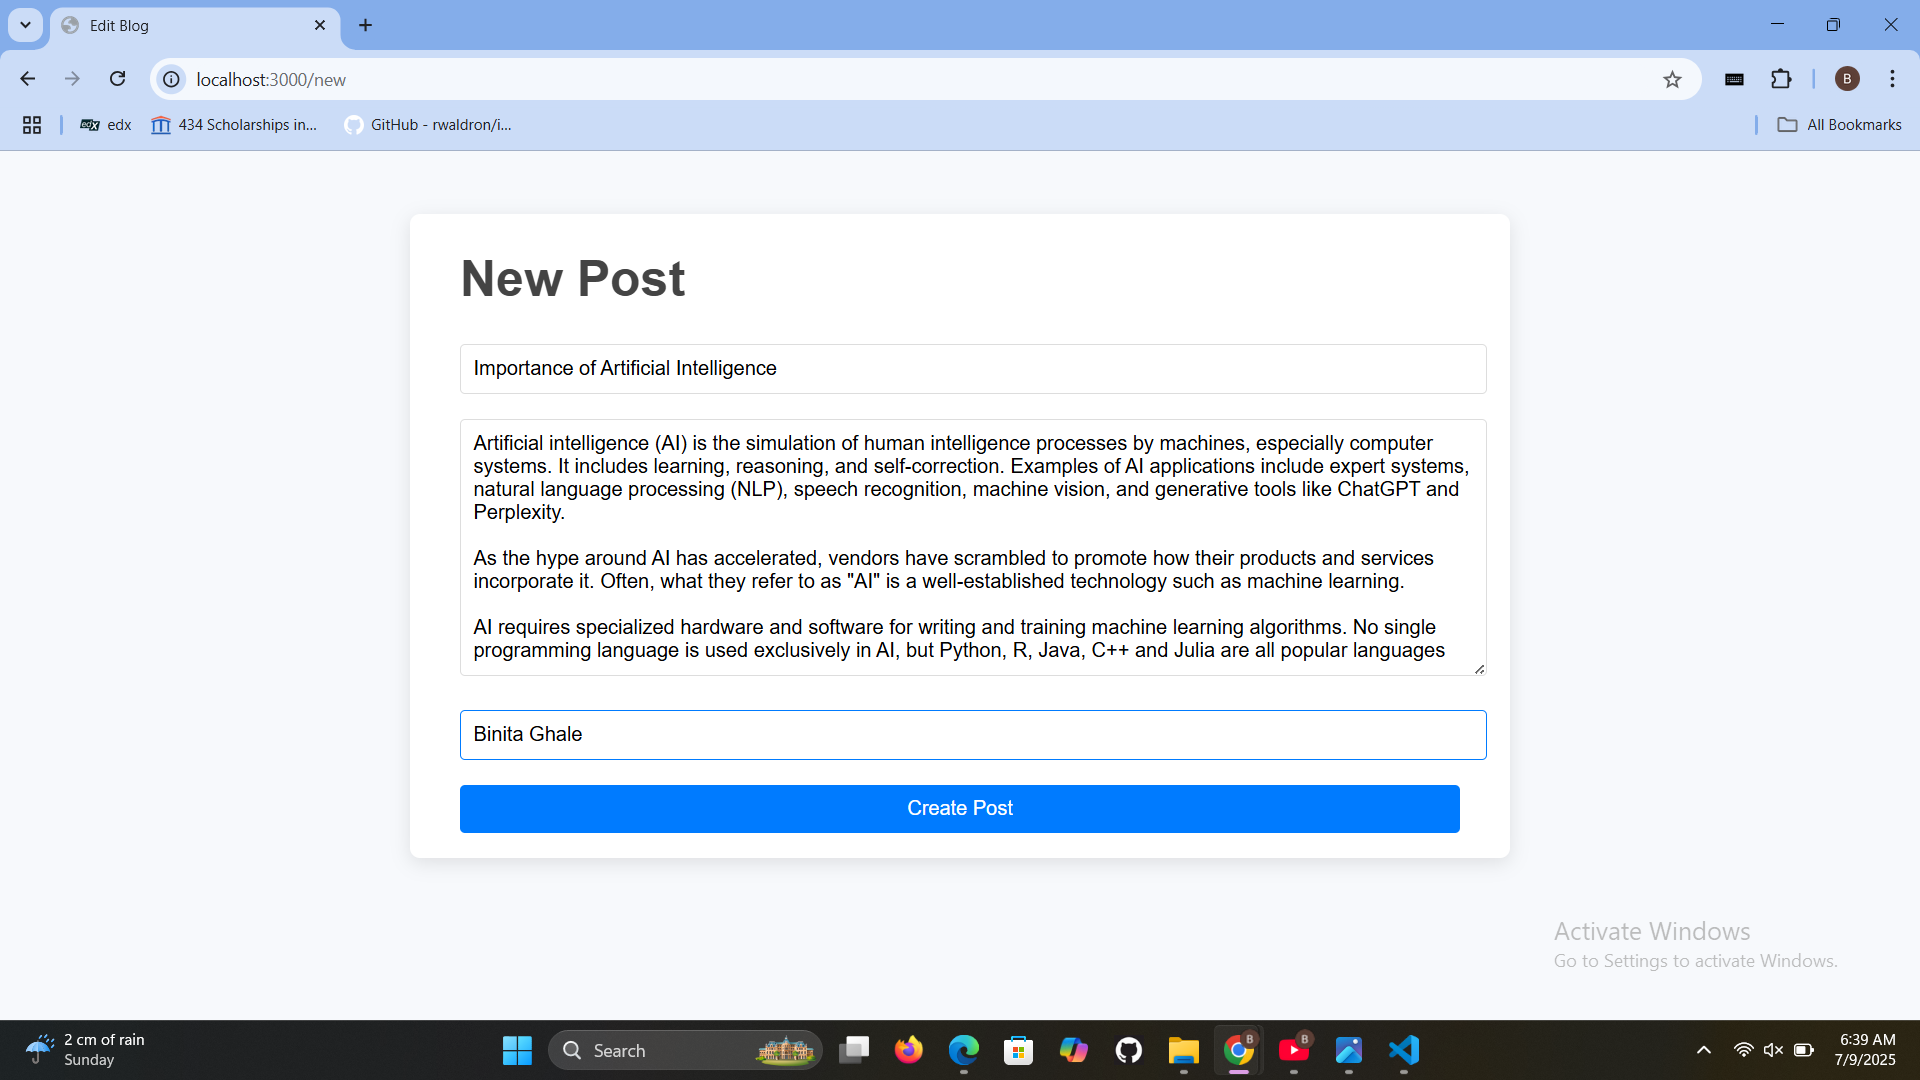 Edit Blog
localhost:3000/new
B
edx
434 Scholarships in...
GitHub - rwaldron/i...
All Bookmarks
New Post
Importance of Artificial Intelligence
Artificial intelligence (AI) is the simulation of human intelligence processes by machines, especially computer
systems. It includes learning, reasoning, and self-correction. Examples of AI applications include expert systems,
natural language processing (NLP), speech recognition, machine vision, and generative tools like ChatGPT and
Perplexity.
As the hype around AI has accelerated, vendors have scrambled to promote how their products and services
incorporate it. Often, what they refer to as "AI" is a well-established technology such as machine learning.
AI requires specialized hardware and software for writing and training machine learning algorithms. No single
programming language is used exclusively in AI, but Python, R, Java, C++ and Julia are all popular languages
Binita Ghale
Create Post
Activate Windows
Go to Settings to activate Windows.
2 cm of rain
Sunday
Search
B
B
6:39 AM
7/9/2025